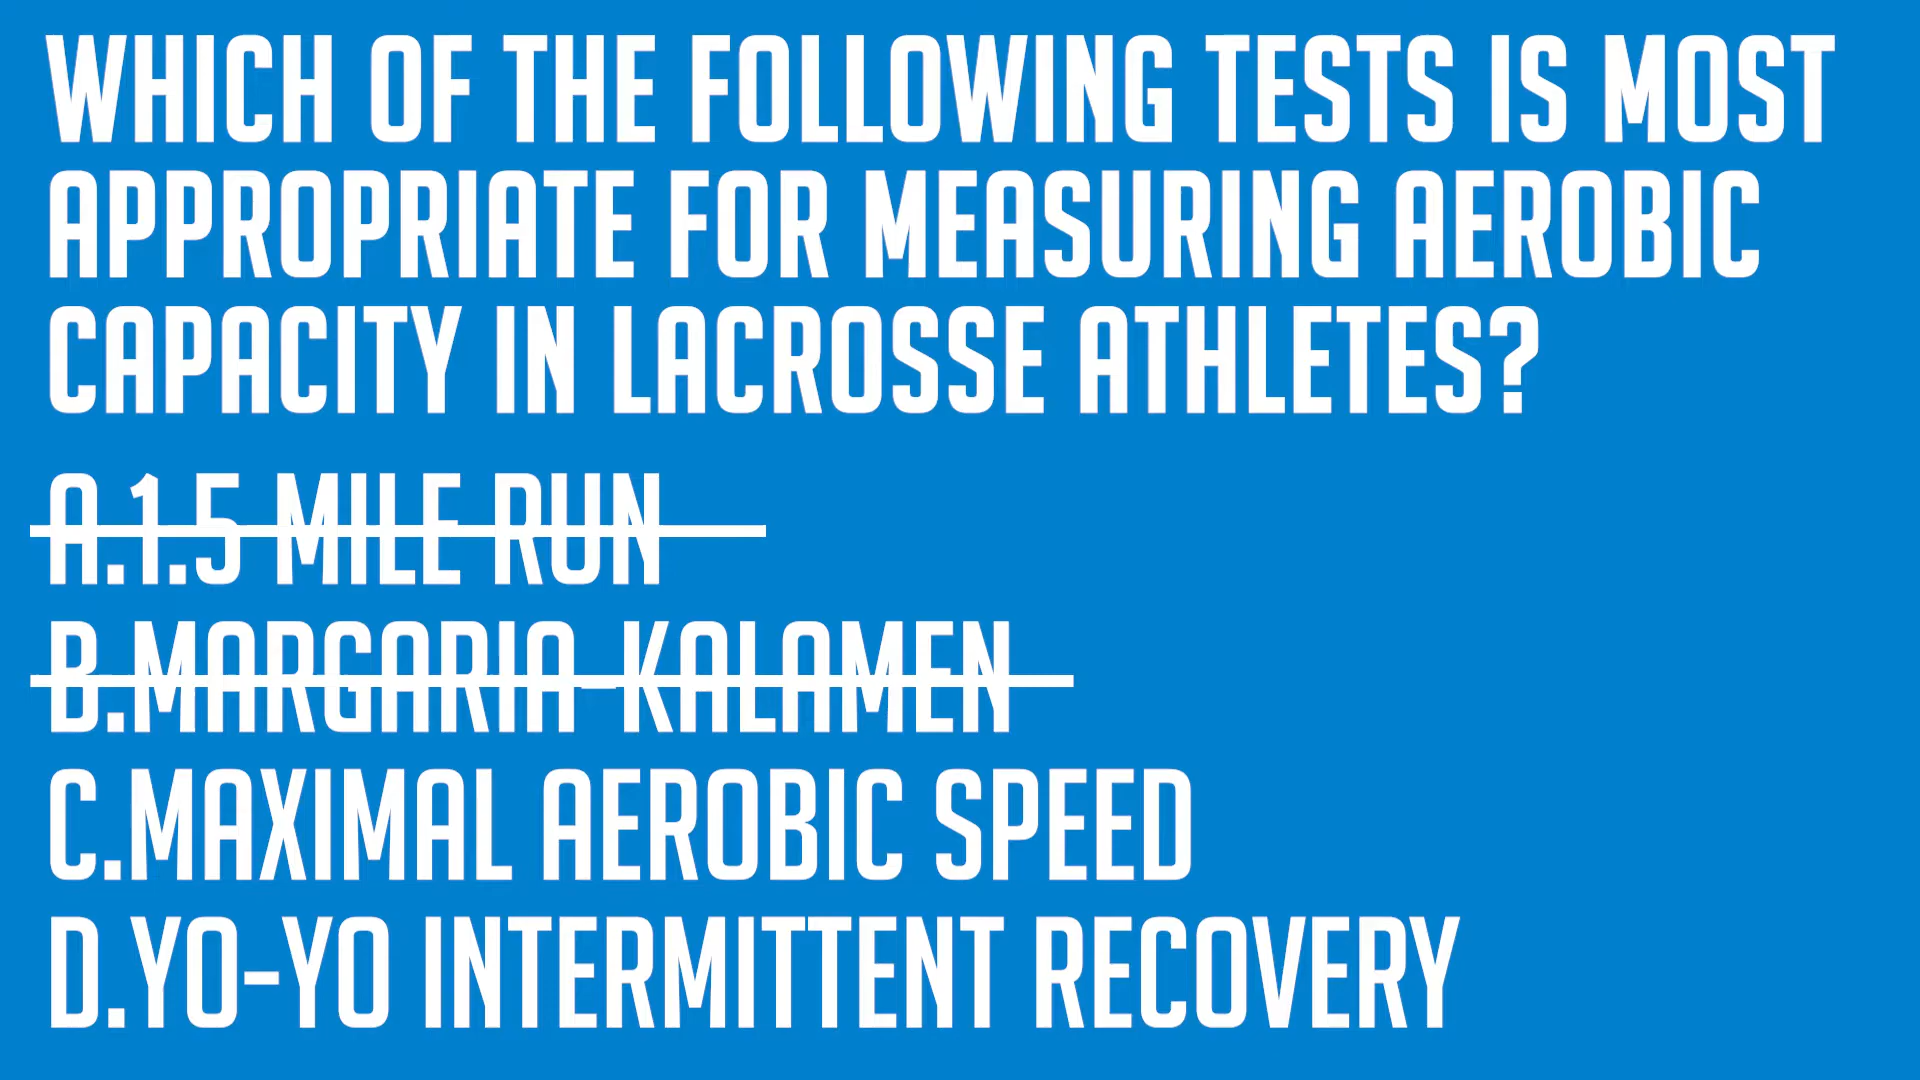 WHICH OF THE FOLLOWING TESTS IS MOST
APPROPRIATE FOR MEASURING AEROBIC
CAPACITY IN LACROSSE ATHLETES?
A.1.5 MILE RUN
B.MARGARIA-KALAMEN
C.MAXIMAL AEROBIC SPEED
D.YO-YO INTERMITTENT RECOVERY